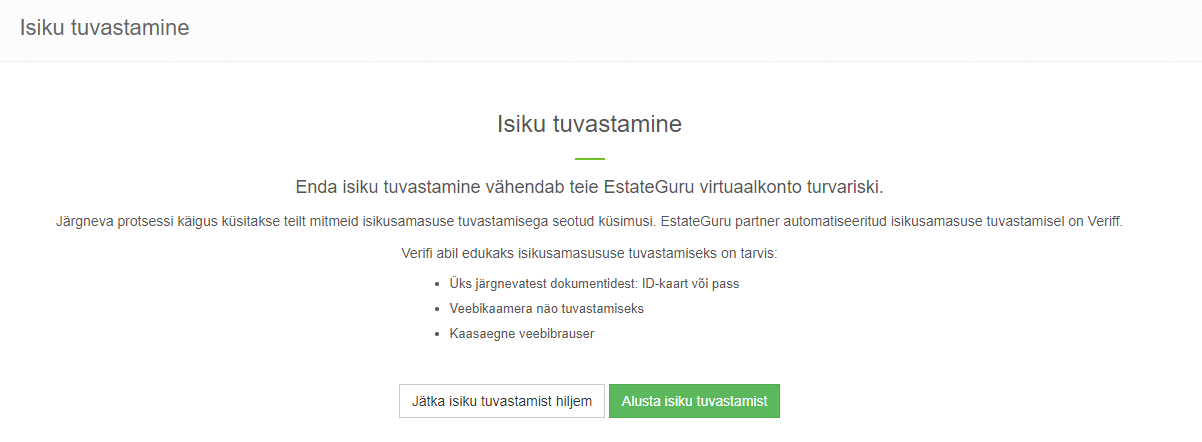 Isiku tuvastamine
Isiku tuvastamine
Enda isiku tuvastamine vähendab teie EstateGuru virtuaalkonto turvariski.
Järgneva protsessi käigus küsitakse teilt mitmeid isikusamasuse tuvastamisega seotud küsimusi. EstateGuru partner automatiseeritud isikusamasuse tuvastamisel on Veriff.
Verifi abil edukaks isikusamasususe tuvastamiseks on tarvis:
• Üks järgnevatest dokumentidest: ID-kaart või pass
• Veebikaamera näo tuvastamiseks
• Kaasaegne veebibrauser
Jätka isiku tuvastamist hiljem
Alusta isiku tuvastamist